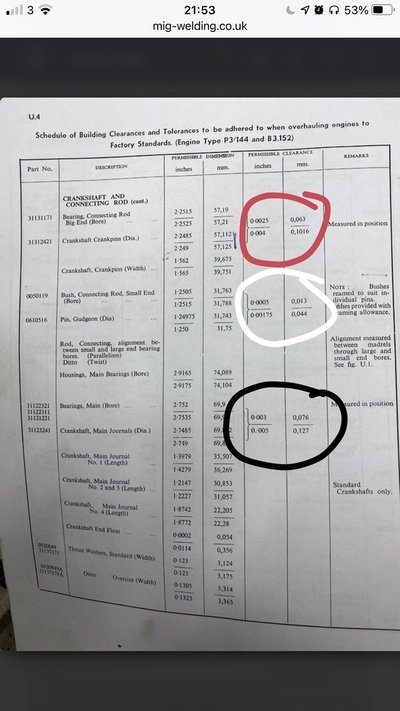 3 21:53 53%
mig-welding.co.uk
U.4
Schedule of Building Clearances and Tolerances to be adhered to when overhauling engines to
Factory Standards. (Engine Type P3/144 and B3.152)
Part No. DESCRIPTION PERMISSIBLE DIMENSION PERMISSIBLE CLEARANCE REMARKS
inches mm. inches mm.
CRANKSHAFT AND
CONNECTING ROD (cont.)
31131171 Bearing, Connecting Rod 2·2515 57,19 0·0025 0,063
Big End (Bore) ... 2·2525 57,21 0·004 0,1016 Measured in position
31312421 Crankshaft Crankpins (Dia.) ... 2·2485 57,112
2·249 57,125
Crankshaft, Crankpins (Width) ... 1·562 39,675
1·565 39,751
0050119 Bush, Connecting Rod, Small End 1·2505 31,763 0·0005 0,013
(Bore) ... 1·2515 31,788 0·00175 0,044
0610516 Pin, Gudgeon (Dia) ... 1·24975 31,743
1·250 31,75
NOTE: Bushes
reamed to suit in-
dividual pins.
provided with
reaming allowance.
Rod, Connecting, alignment be-
tween small and large end bearing
bores. (Parallelism)
Ditto (Twist)
Alignment measured
between madrels
through large and
small end bores.
See fig. U.1.
Housings, Main Bearings (Bore) 2·9165 74,089
2·9175 74,104
31122321 Bearings, Main (Bore) ... 2·752
31122311 2·7535
31121221
0·003 0,076
0.005 0,127
in position
31123241 Crankshaft, Main Journals (Dia.) 2·7485
2·749
Crankshaft, Main Journal 1·3979 35,507
No. 1 (Length) 1·4279 36,269
Crankshaft, Main Journal 1·2147 30,853
No. 2 and 3 (Length) ... 1·2227 31,057
Standard
Crankshafts only.
Crankshaft, Main Journal 1·8742 22,205
No. 4 (Length) ... 1·8772 22,28
Crankshaft End Float ... 0·0002 0,054
0·0114 0,356
0920849 Thrust Washers, Standard (Width) 0·123 3,124
31137571 0·125 3,175
0920849A Ditto Oversize (Width) 0·1305 3,314
31137571A 0·1325 3,365